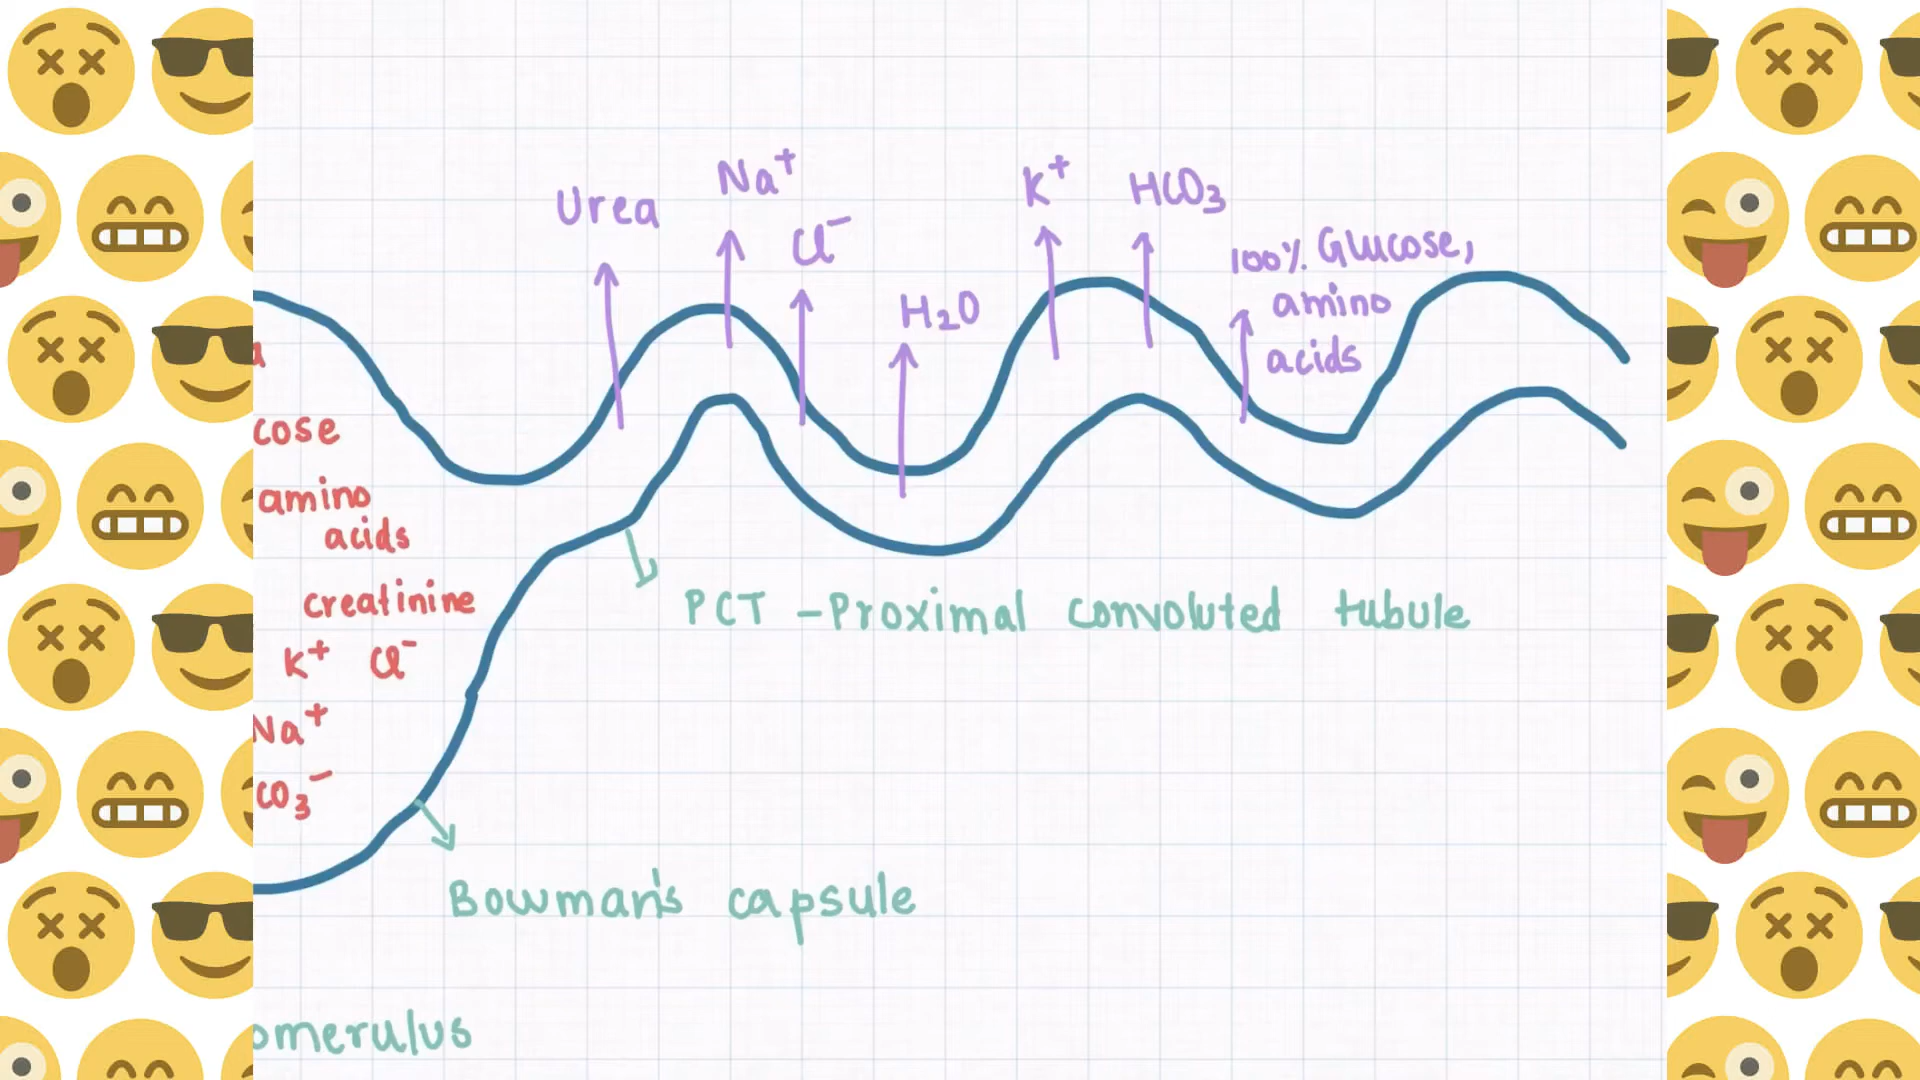 Urea
Na⁺
Cl⁻
H₂O
K⁺
HCO₃
100% Glucose,
amino
acids
cose
amino
acids
creatinine
K⁺ Cl⁻
Na⁺
CO₃⁻
PCT - Proximal convoluted tubule
Bowman's capsule
omerulus